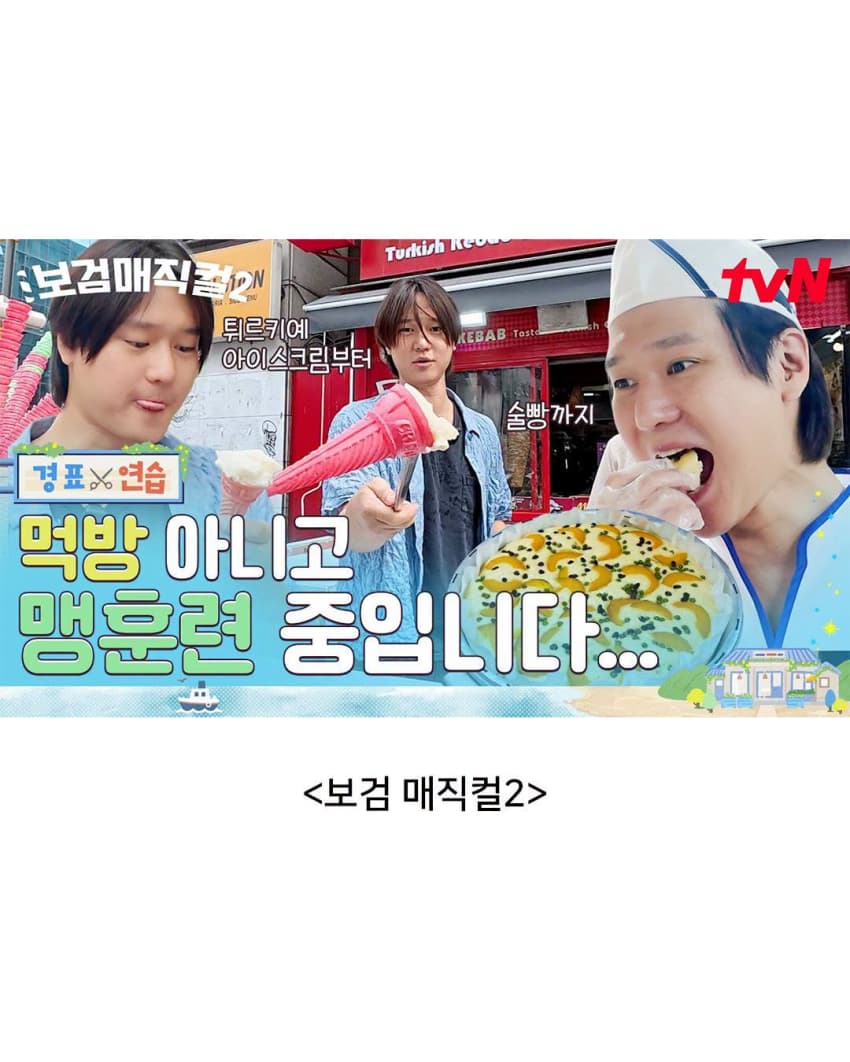 보검매직컬2
tvN
Turkish Keba
튀르키예
아이스크림부터
KEBAB
술빵까지
경표 연습
먹방 아니고
맹훈련 중입니다...
<보검 매직컬2>